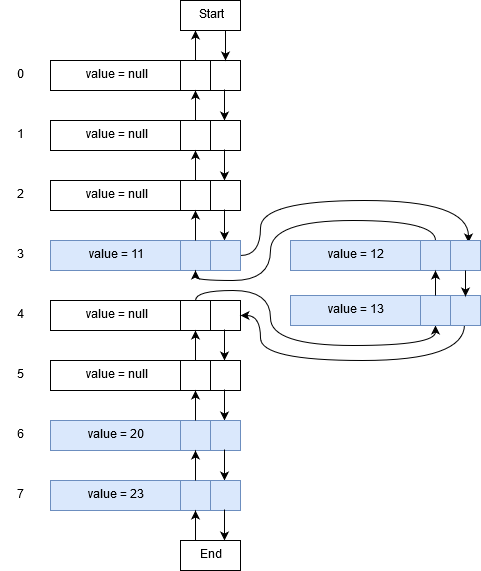 Start
0 value = null
1 value = null
2 value = null
3 value = 11 value = 12
value = 13
4 value = null
5 value = null
6 value = 20
7 value = 23
End